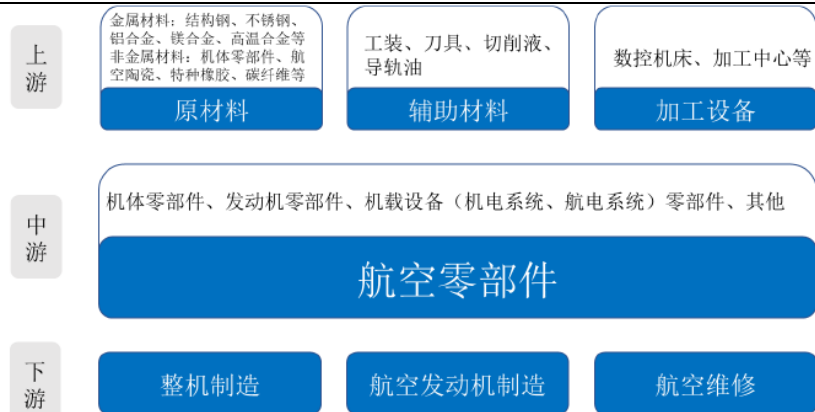 上游
金属材料：结构钢、不锈钢、
铝合金、镁合金、高温合金等
非金属材料：机体零部件、航
空陶瓷、特种橡胶、碳纤维等
原材料
工装、刀具、切削液、
导轨油
辅助材料
数控机床、加工中心等
加工设备
中游
机体零部件、发动机零部件、机载设备（机电系统、航电系统）零部件、其他
航空零部件
下游
整机制造
航空发动机制造
航空维修